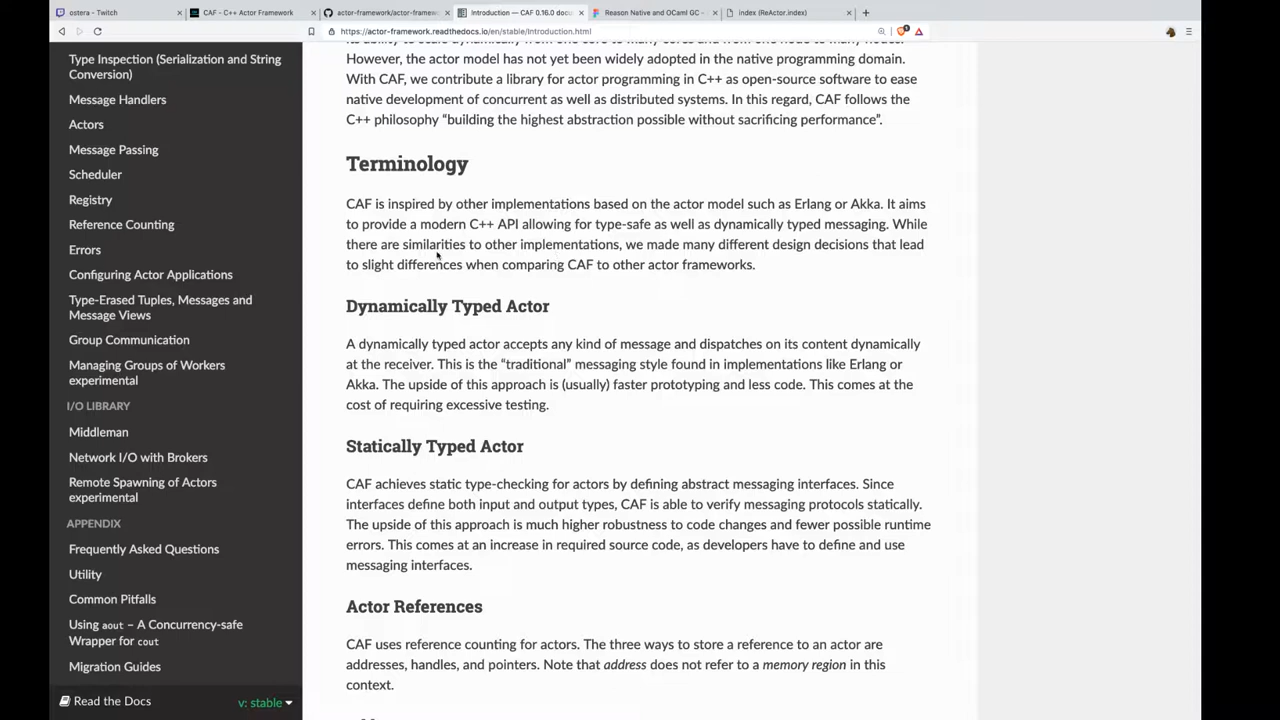 ostera - Twitch
CAF - C++ Actor Framework
actor-framework/actor-framew
Introduction — CAF 0.16.0 docu
Reason Native and OCaml GC -
index (ReActor.index)
https://actor-framework.readthedocs.io/en/stable/Introduction.html
Type Inspection (Serialization and String
Conversion)
Message Handlers
Actors
Message Passing
Scheduler
Registry
Reference Counting
Errors
Configuring Actor Applications
Type-Erased Tuples, Messages and
Message Views
Group Communication
Managing Groups of Workers
experimental
I/O LIBRARY
Middleman
Network I/O with Brokers
Remote Spawning of Actors
experimental
APPENDIX
Frequently Asked Questions
Utility
Common Pitfalls
Using aout – A Concurrency-safe
Wrapper for cout
Migration Guides
Read the Docs
v: stable
its ability to scale dynamically from one core to many cores and from one node to many nodes.
However, the actor model has not yet been widely adopted in the native programming domain.
With CAF, we contribute a library for actor programming in C++ as open-source software to ease
native development of concurrent as well as distributed systems. In this regard, CAF follows the
C++ philosophy “building the highest abstraction possible without sacrificing performance”.
Terminology
CAF is inspired by other implementations based on the actor model such as Erlang or Akka. It aims
to provide a modern C++ API allowing for type-safe as well as dynamically typed messaging. While
there are similarities to other implementations, we made many different design decisions that lead
to slight differences when comparing CAF to other actor frameworks.
Dynamically Typed Actor
A dynamically typed actor accepts any kind of message and dispatches on its content dynamically
at the receiver. This is the “traditional” messaging style found in implementations like Erlang or
Akka. The upside of this approach is (usually) faster prototyping and less code. This comes at the
cost of requiring excessive testing.
Statically Typed Actor
CAF achieves static type-checking for actors by defining abstract messaging interfaces. Since
interfaces define both input and output types, CAF is able to verify messaging protocols statically.
The upside of this approach is much higher robustness to code changes and fewer possible runtime
errors. This comes at an increase in required source code, as developers have to define and use
messaging interfaces.
Actor References
CAF uses reference counting for actors. The three ways to store a reference to an actor are
addresses, handles, and pointers. Note that address does not refer to a memory region in this
context.